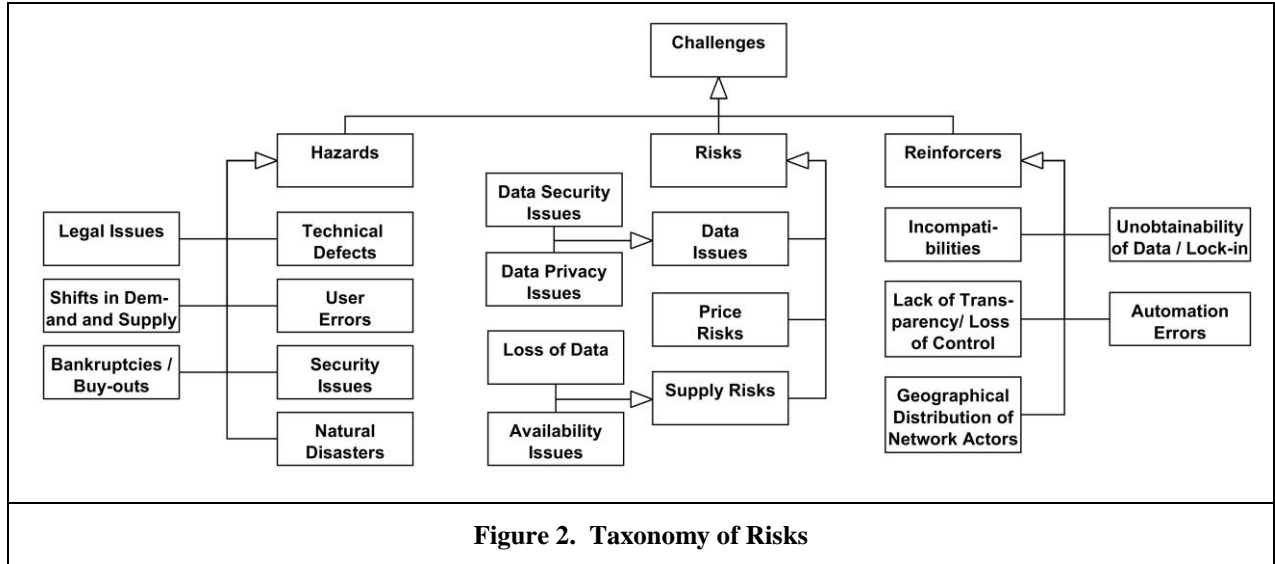 Challenges
Hazards
Risks
Reinforcers
Legal Issues
Technical
Defects
Shifts in Dem-
and and Supply
User
Errors
Bankruptcies /
Buy-outs
Security
Issues
Natural
Disasters
Data Security
Issues
Data
Issues
Data Privacy
Issues
Price
Risks
Loss of Data
Supply Risks
Availability
Issues
Incompati-
bilities
Unobtainability
of Data / Lock-in
Lack of Trans-
parency/ Loss
of Control
Automation
Errors
Geographical
Distribution of
Network Actors
Figure 2. Taxonomy of Risks